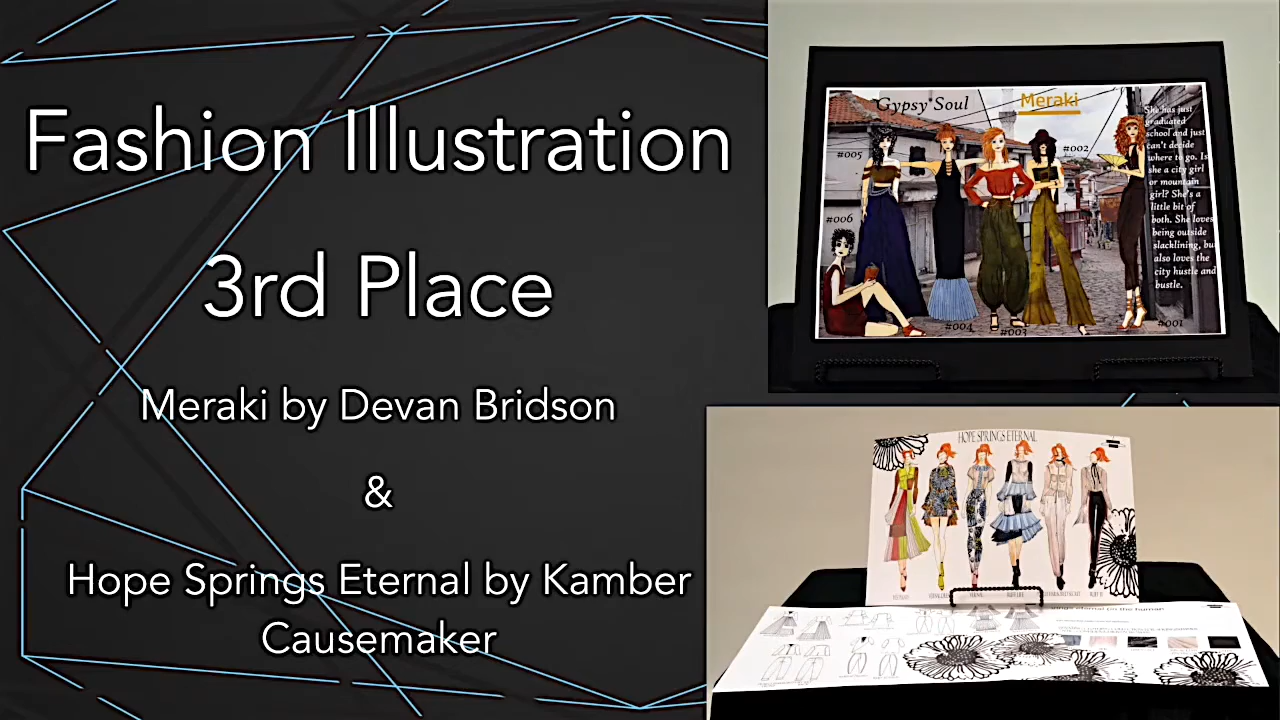 Fashion Illustration
3rd Place
Meraki by Devan Bridson
&
Hope Springs Eternal by Kamber
Causemaker
Gypsy Soul
Meraki
She has just
graduated
school and just
can't decide
where to go. Is
she a city girl
or mountain
girl? She's a
little bit of
both. She loves
being outside
slacklining, but
also loves the
city hustle and
bustle.
#005
#002
#006
#004
#003
#001
HOPE SPRINGS ETERNAL